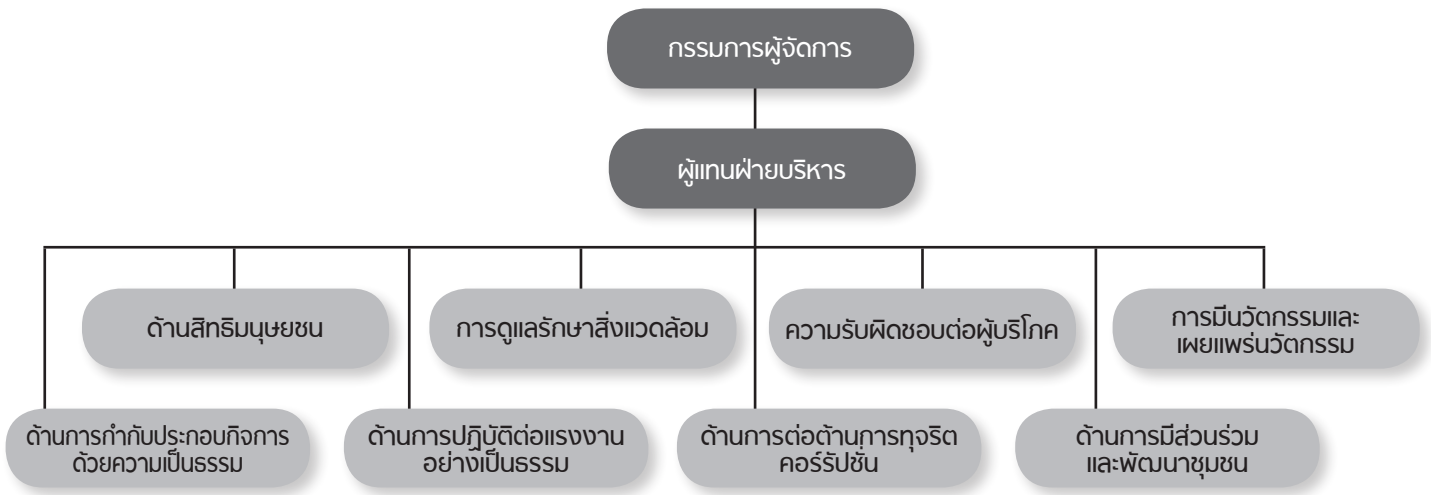 กรรมการผู้จัดการ
ผู้แทนฝ่ายบริหาร
ด้านสิทธิมนุษยชน
การดูแลรักษาสิ่งแวดล้อม
ความรับผิดชอบต่อผู้บริโภค
การมีนวัตกรรมและ
เผยแพร่นวัตกรรม
ด้านการกำกับประกอบกิจการ
ด้วยความเป็นธรรม
ด้านการปฏิบัติต่อแรงงาน
อย่างเป็นธรรม
ด้านการต่อต้านการทุจริต
คอร์รัปชั่น
ด้านการมีส่วนร่วม
และพัฒนาชุมชน